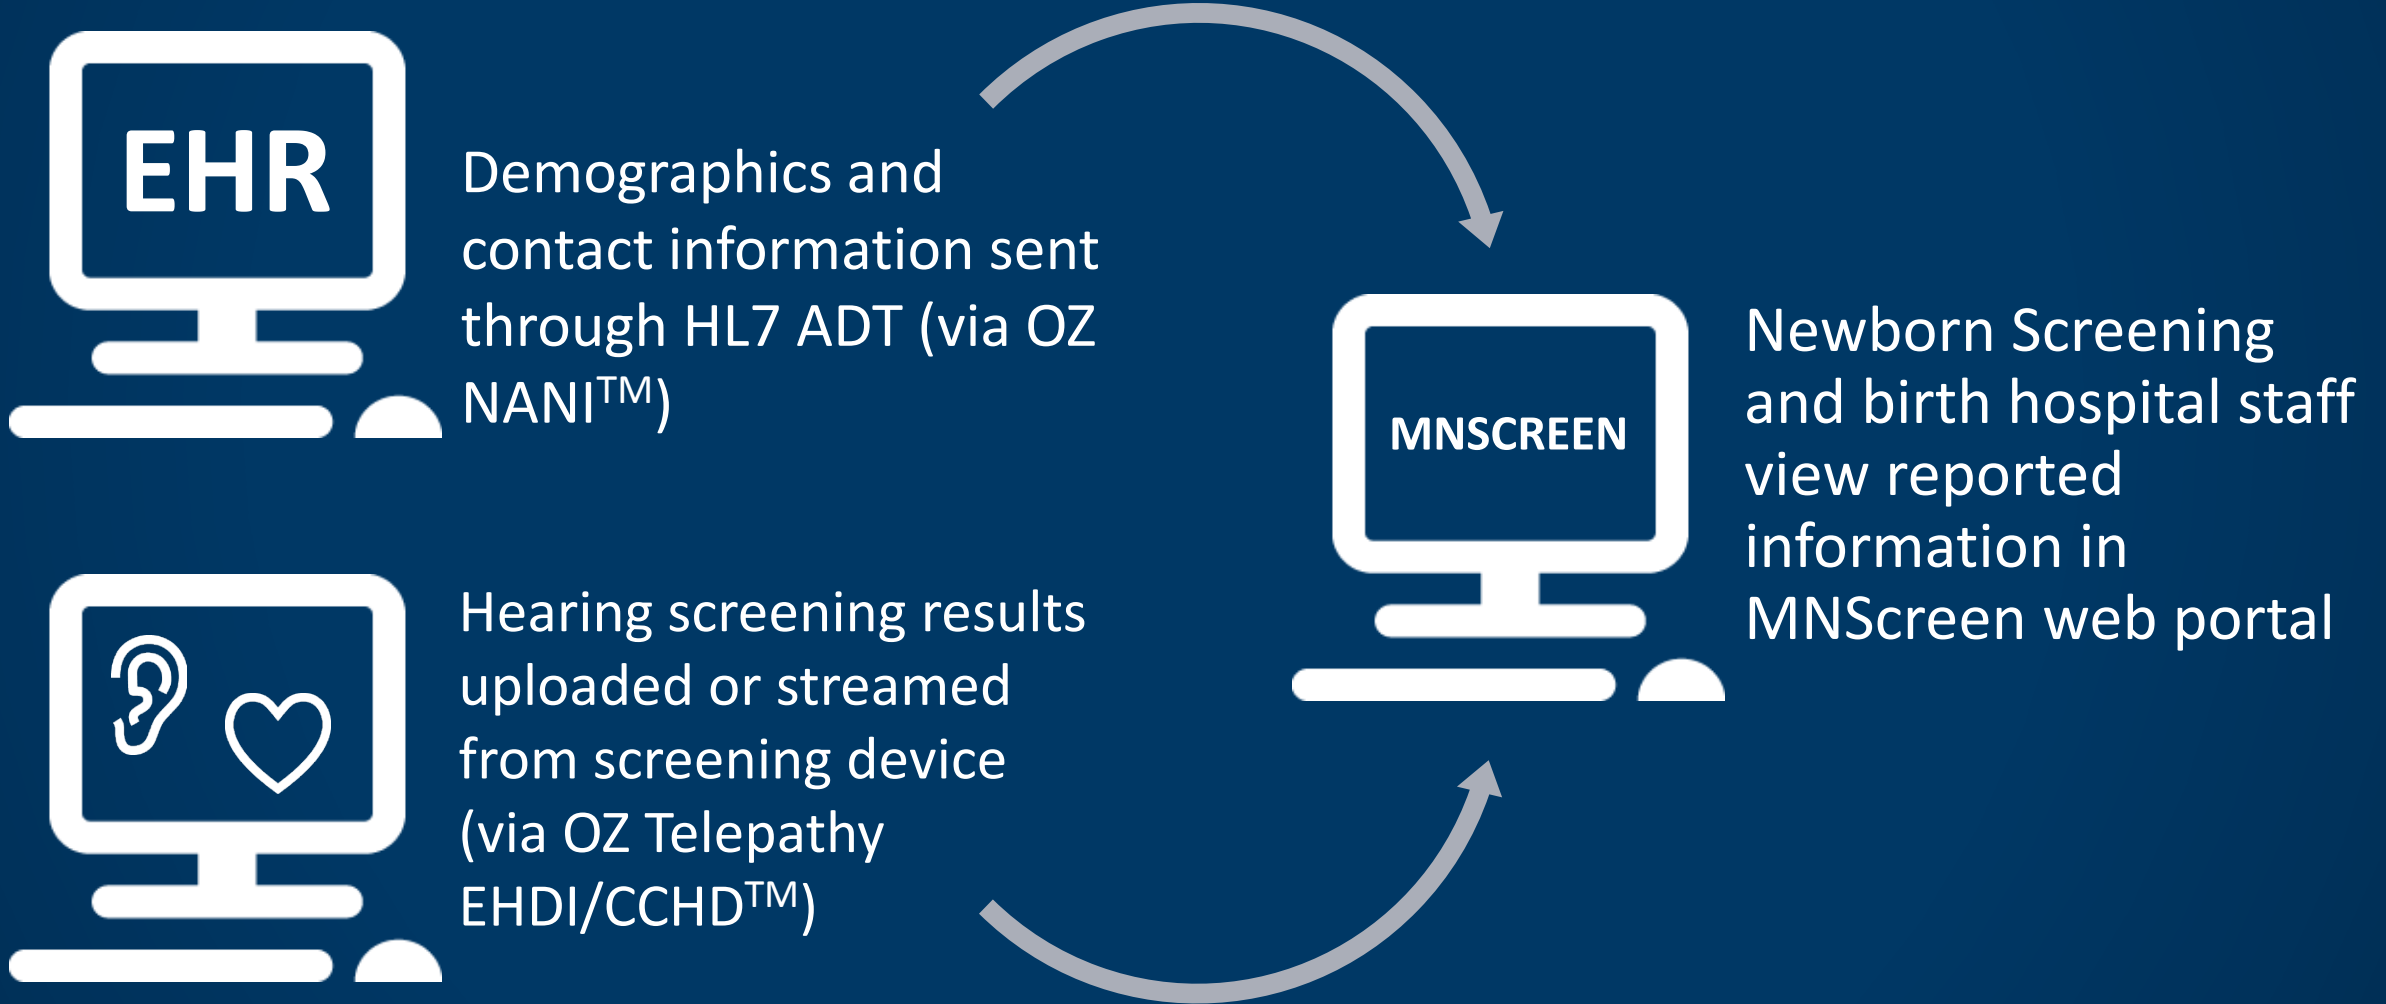 EHR
Demographics and
contact information sent
through HL7 ADT (via OZ
NANI™)
Hearing screening results
uploaded or streamed
from screening device
(via OZ Telepathy
EHDI/CCHD™)
MNSCREEN
Newborn Screening
and birth hospital staff
view reported
information in
MNScreen web portal